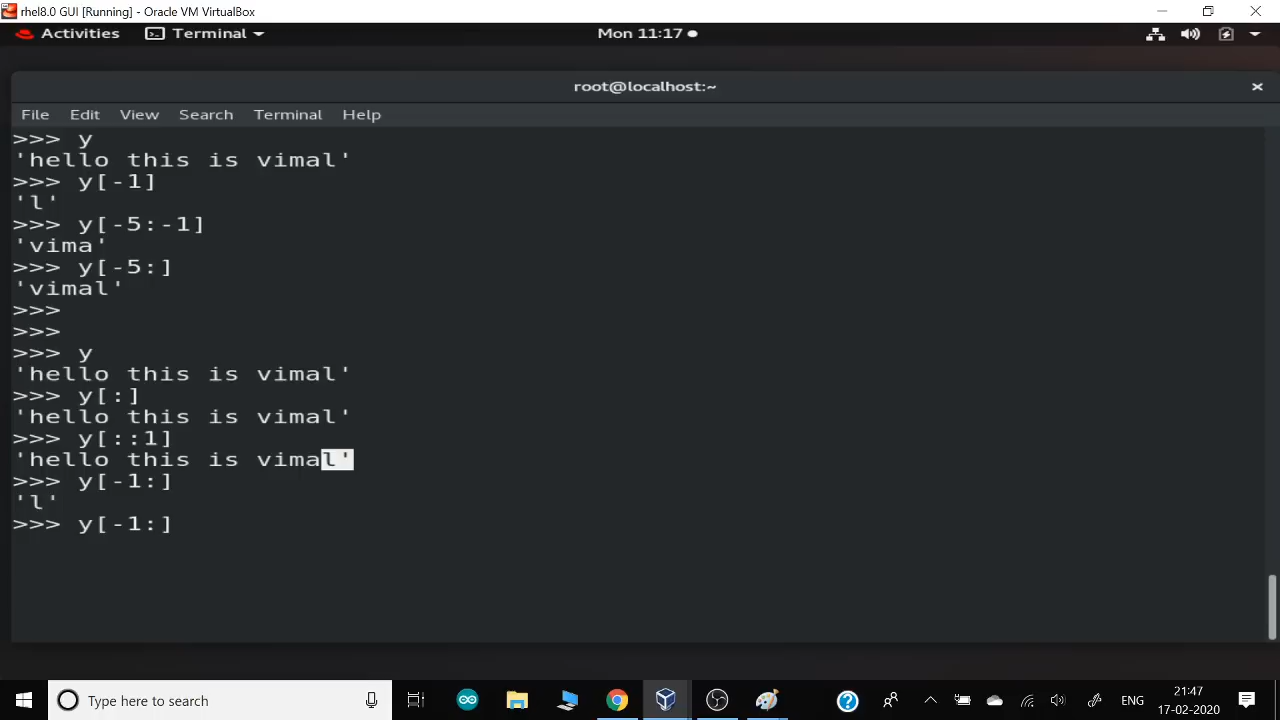 rhel8.0 GUI [Running] - Oracle VM VirtualBox
Activities Terminal Mon 11:17
root@localhost:~
File Edit View Search Terminal Help
>>> y
'hello this is vimal'
>>> y[-1]
'l'
>>> y[-5:-1]
'vima'
>>> y[-5:]
'vimal'
>>>
>>>
>>> y
'hello this is vimal'
>>> y[:]
'hello this is vimal'
>>> y[::1]
'hello this is vimal'
>>> y[-1:]
'l'
>>> y[-1:]
Type here to search
ENG
21:47
17-02-2020